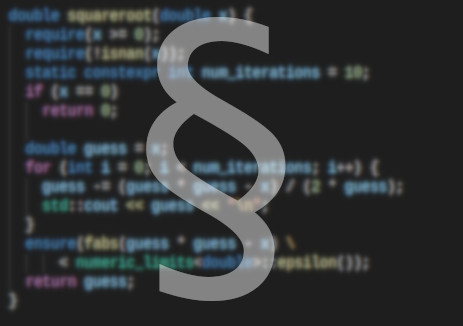 double squareroot(double x) {
require(x >= 0);
require(!isnan(x));
static constexpr int num_iterations = 10;
if (x == 0)
return 0;
double guess = x;
for (int i = 0; i < num_iterations; i++) {
guess -= (guess * guess - x) / (2 * guess);
std::cout << guess << "\n";
}
ensure(fabs(guess * guess - x) \
< numeric_limits<double>::epsilon());
return guess;
}
§